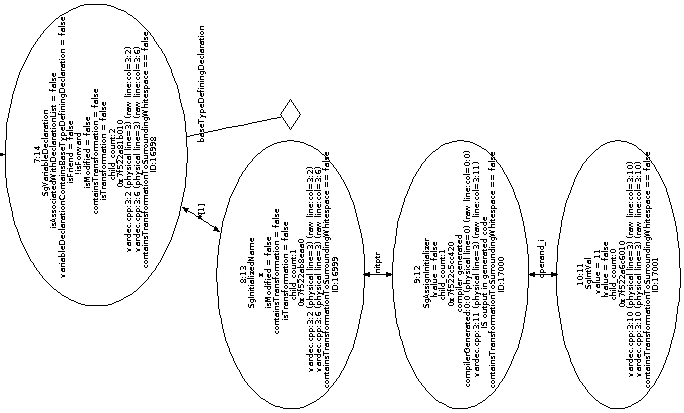 7:14
SgVariableDeclaration
isAssociatedWithDeclarationList = false
variableDeclarationContainsBaseTypeDefiningDeclaration = false
isFriend = false
!isForward
isModified = false
containsTransformation = false
isTransformation = false
child_count:2
0x7f522a81b010
vardec.cpp:3:2 (physical line=3) (raw line:col=3:2)
vardec.cpp:3:6 (physical line=3) (raw line:col=3:6)
containsTransformationToSurroundingWhitespace == false
ID:16998
baseTypeDefiningDeclaration
*[1]
8:13
SgInitializedName
x
isModified = false
containsTransformation = false
isTransformation = false
child_count:1
vardec.cpp:3:2 (physical line=3) (raw line:col=3:2)
vardec.cpp:3:6 (physical line=3) (raw line:col=3:6)
containsTransformationToSurroundingWhitespace == false
ID:16999
initptr
9:12
SgAssignInitializer
lvalue = false
child_count:1
0x7f522a5cc420
compiler generated
compilerGenerated:0:0 (physical line=0) (raw line:col=0:0)
vardec.cpp:3:11 (physical line=3) (raw line:col=3:11)
IS output in generated code
containsTransformationToSurroundingWhitespace == false
ID:17000
operand_i
10:11
SgIntVal
value = 11
lvalue = false
child_count:0
0x7f522a6c6010
vardec.cpp:3:10 (physical line=3) (raw line:col=3:10)
vardec.cpp:3:10 (physical line=3) (raw line:col=3:10)
containsTransformationToSurroundingWhitespace == false
ID:17001